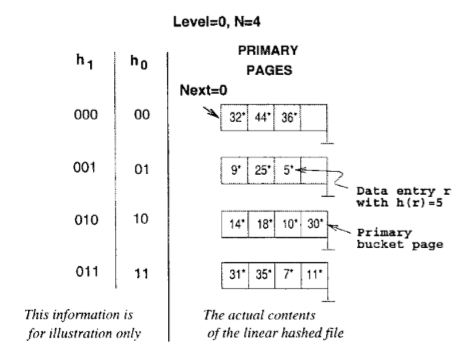 Level=0, N=4
h1 h0 PRIMARY PAGES
Next=0
000 00 32* 44* 36*
001 01 9* 25* 5*
Data entry r
with h(r)=5
010 10 14* 18* 10* 30*
Primary
bucket page
011 11 31* 35* 7* 11*
This information is
for illustration only
The actual contents
of the linear hashed file